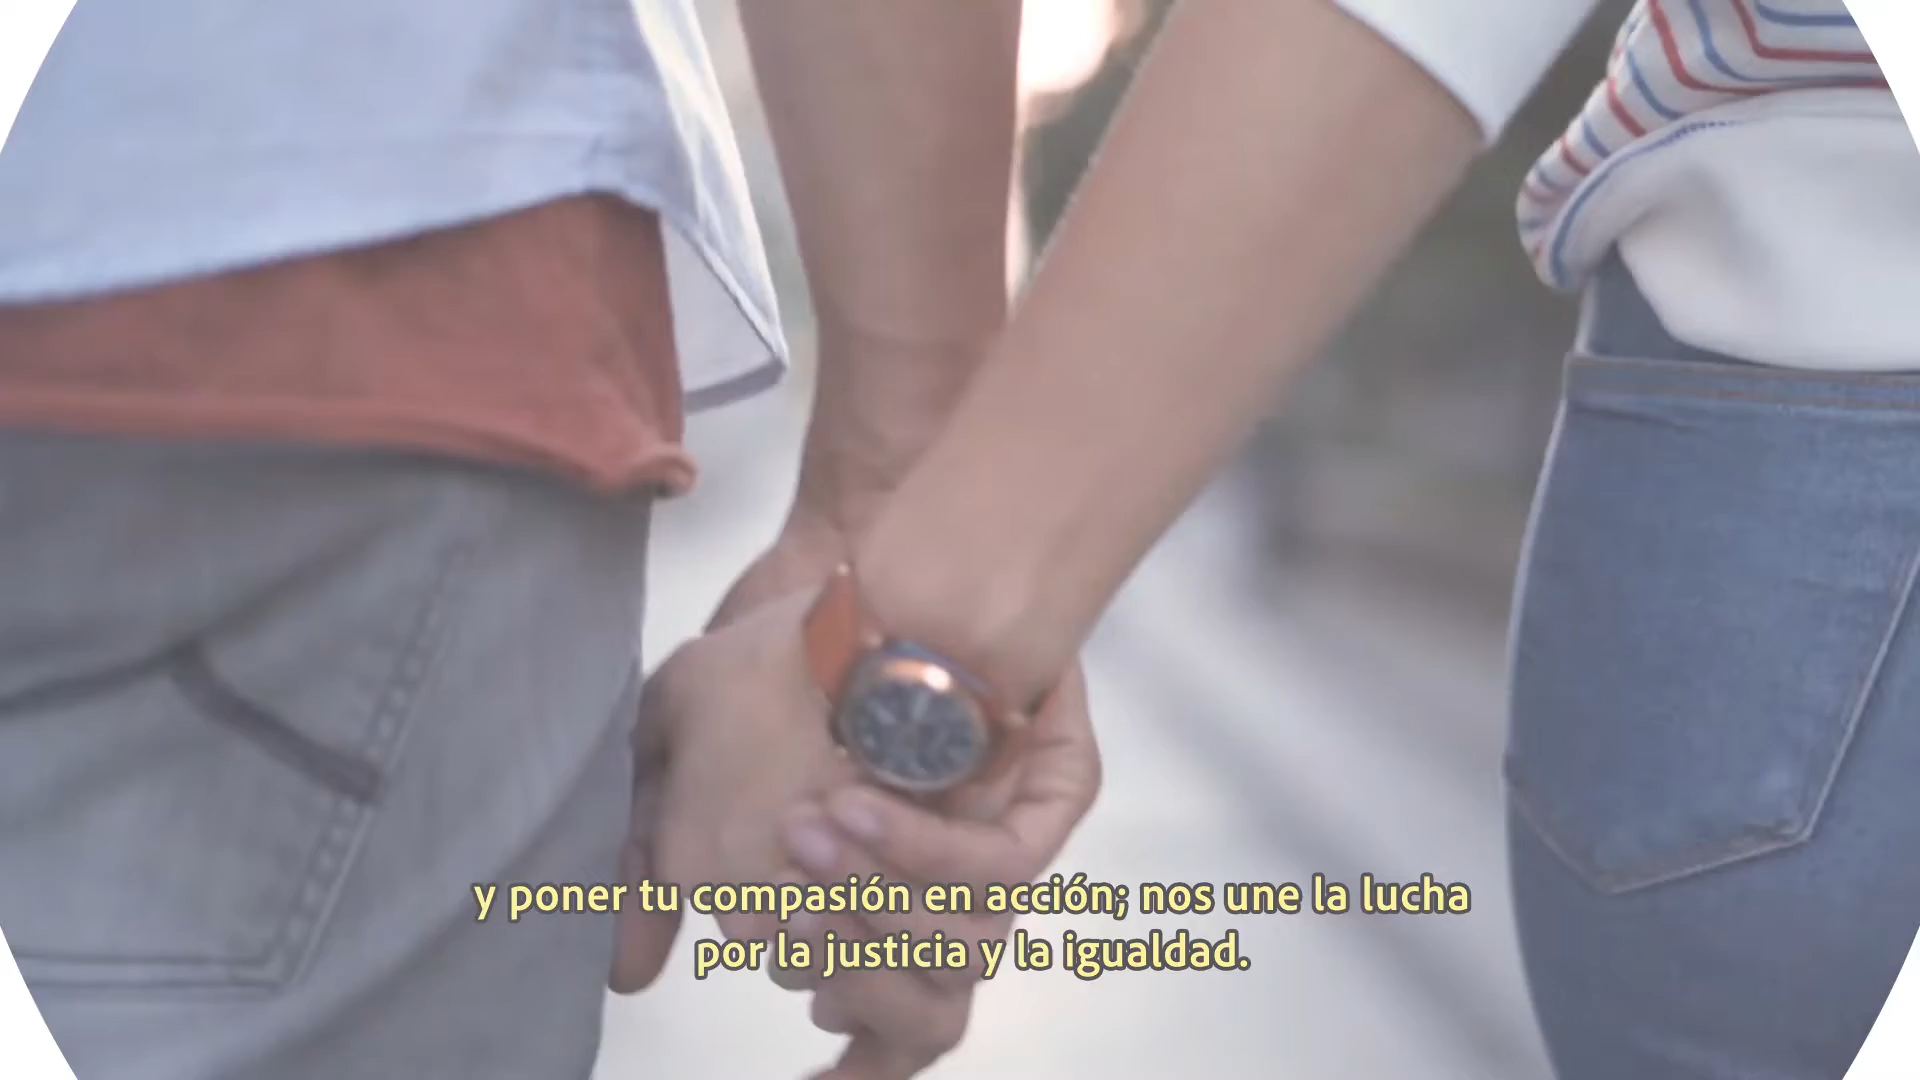 y poner tu compasión en acción; nos une la lucha
por la justicia y la igualdad.